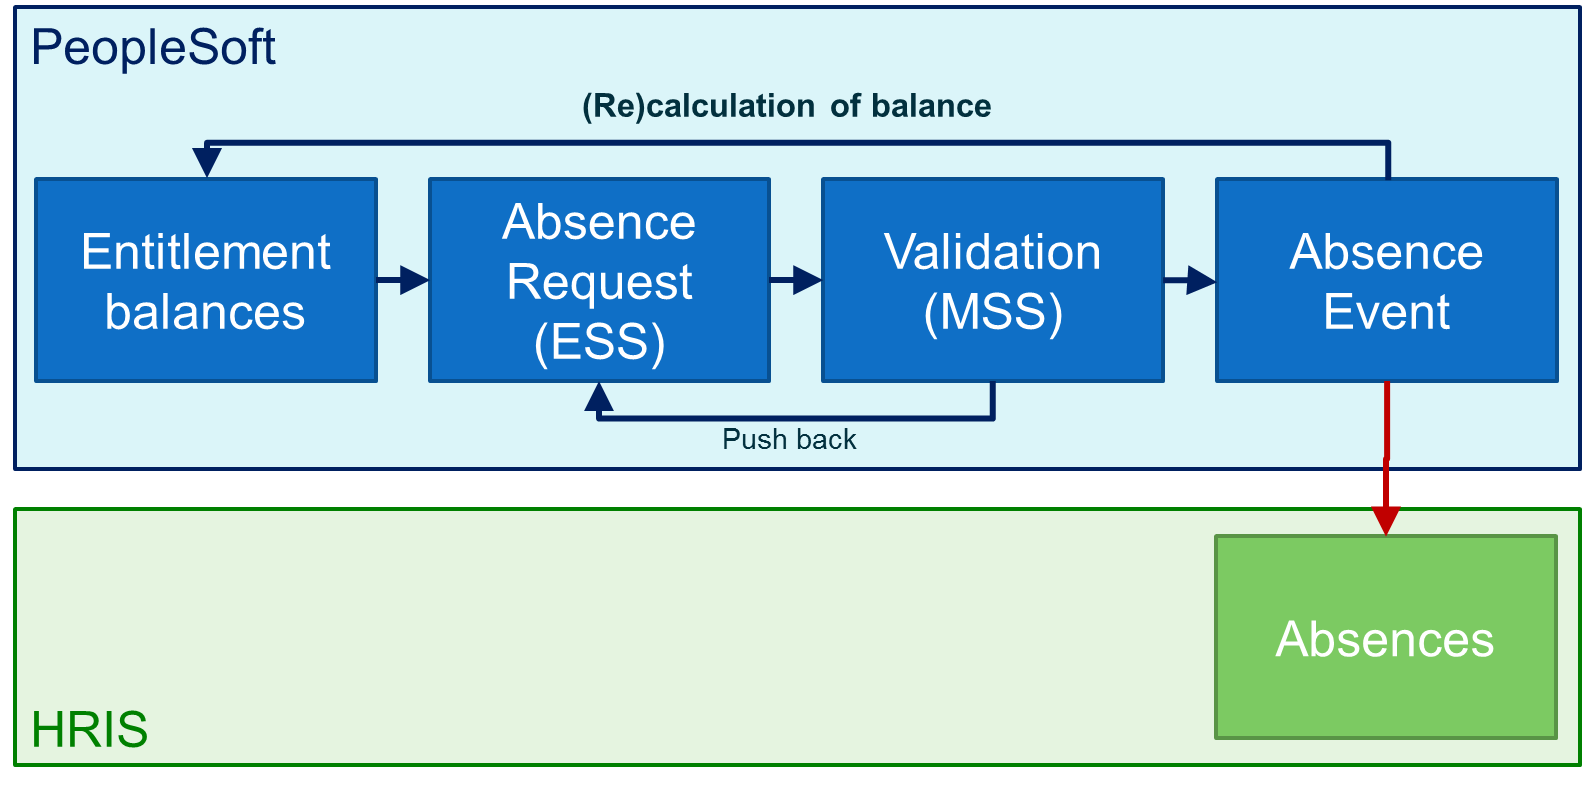 PeopleSoft
(Re)calculation of balance
Entitlement
balances
Absence
Request
(ESS)
Validation
(MSS)
Absence
Event
Push back
Absences
HRIS